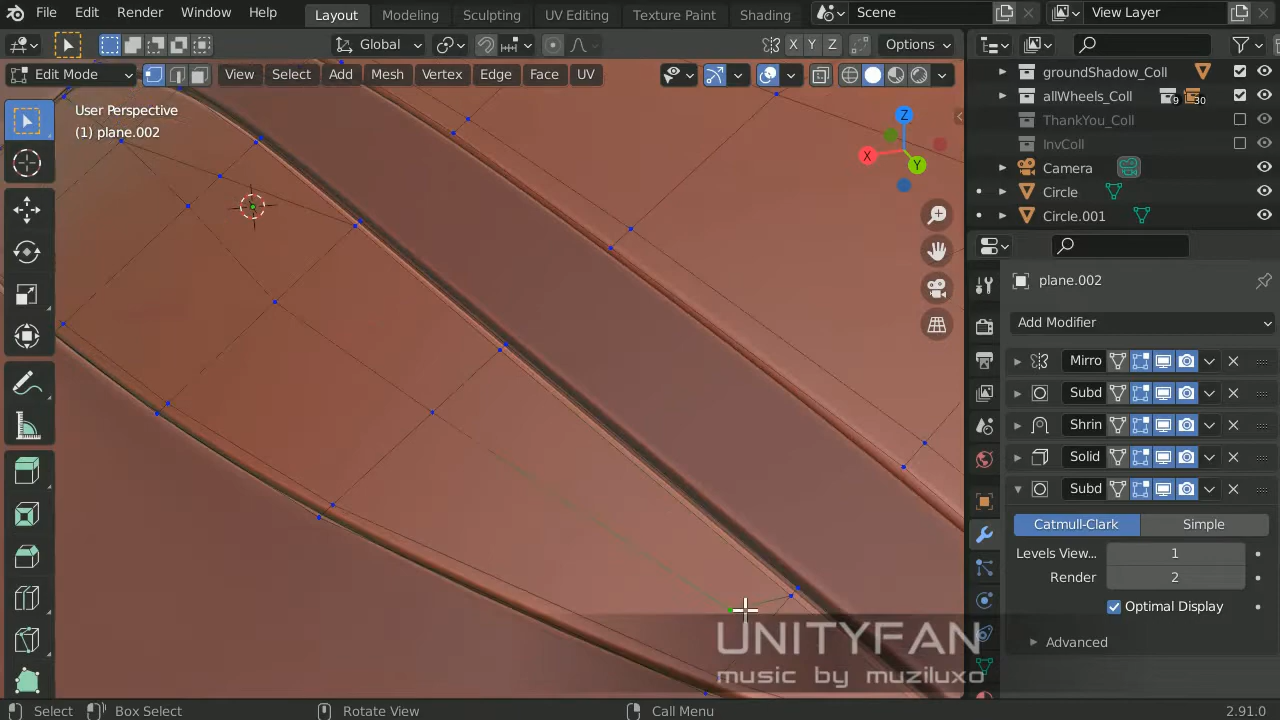 File Edit Render Window Help Layout Modeling Sculpting UV Editing Texture Paint Shading Scene View Layer
Global X Y Z Options
Edit Mode View Select Add Mesh Vertex Edge Face UV
User Perspective
(1) plane.002
Z
X
Y
groundShadow_Coll
allWheels_Coll 9 30
ThankYou_Coll
InvColl
Camera
Circle
Circle.001
plane.002
Add Modifier
Mirro
Subd
Shrin
Solid
Subd
Catmull-Clark Simple
Levels View... 1
Render 2
Optimal Display
Advanced
UNITYFAN
music by muziluxo
Select Box Select Rotate View Call Menu 2.91.0